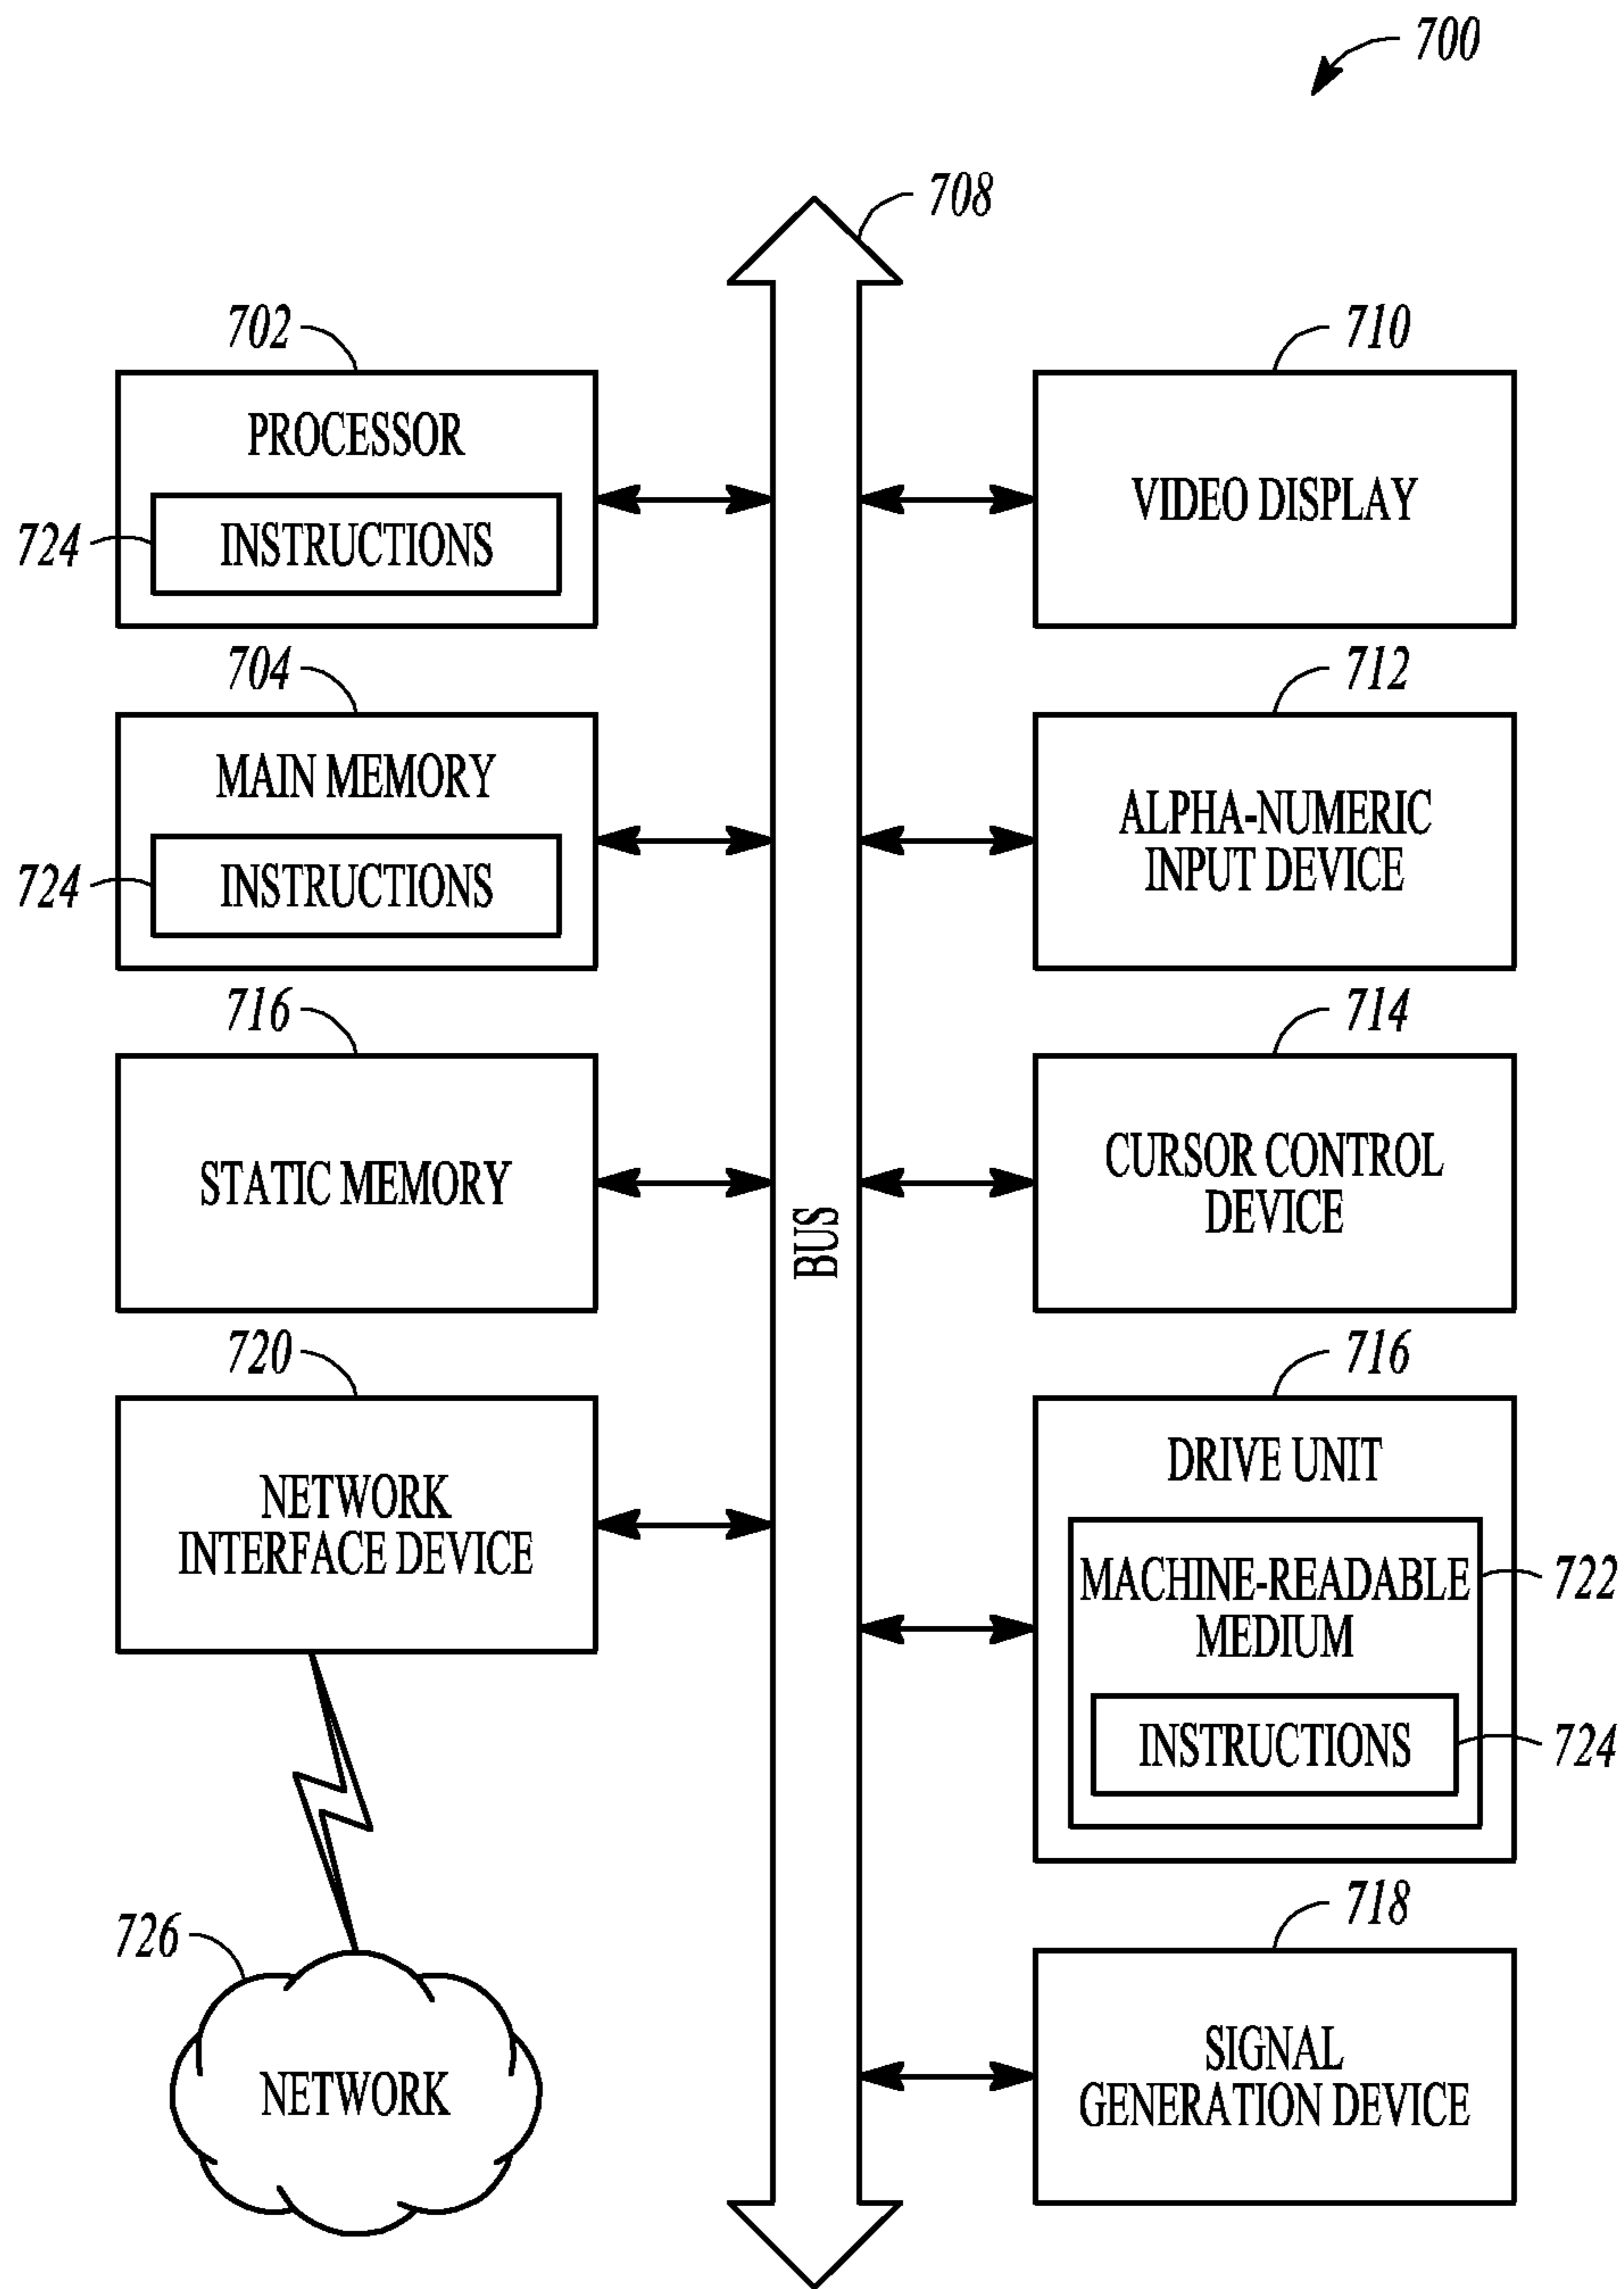 700
708
702
PROCESSOR
724
INSTRUCTIONS
704
MAIN MEMORY
724
INSTRUCTIONS
716
STATIC MEMORY
720
NETWORK
INTERFACE DEVICE
726
NETWORK
BUS
710
VIDEO DISPLAY
712
ALPHA-NUMERIC
INPUT DEVICE
714
CURSOR CONTROL
DEVICE
716
DRIVE UNIT
MACHINE-READABLE
MEDIUM
722
INSTRUCTIONS
724
718
SIGNAL
GENERATION DEVICE